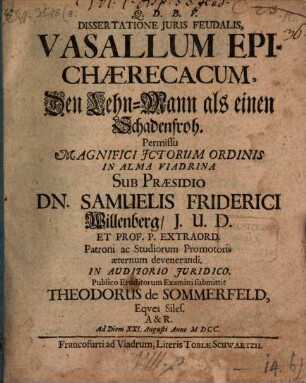 Q. D. B. V.
DISSERTATIONE JURIS FEUDALIS,
VASALLUM EPI-
CHÆRECACUM,
Den Lehn-Mann als einen
Schadenfroh.
Permissu
MAGNIFICI JCTORUM ORDINIS
IN ALMA VIADRINA
SUB PRÆSIDIO
DN. SAMUELIS FRIDERICI
Willenberg/ J. U. D.
ET PROF. P. EXTRAORD.
Patroni ac Studiorum Promotoris
æternum devenerandi,
IN AUDITORIO JURIDICO.
Publico Eruditorum Examini submittit
THEODORUS de SOMMERFELD,
Eqves Siles.
A & R.
Ad Diem XXI. Augusti Anno M DCC.
Francofurti ad Viadrum, Literis TOBIÆ SCHWARTZII.